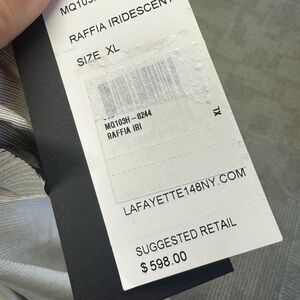 RAFFIA IRIDESCENT
SIZE XL
MQ103H-8244
RAFFIA IRI
XL
LAFAYETTE148NY.COM
SUGGESTED RETAIL
$598.00